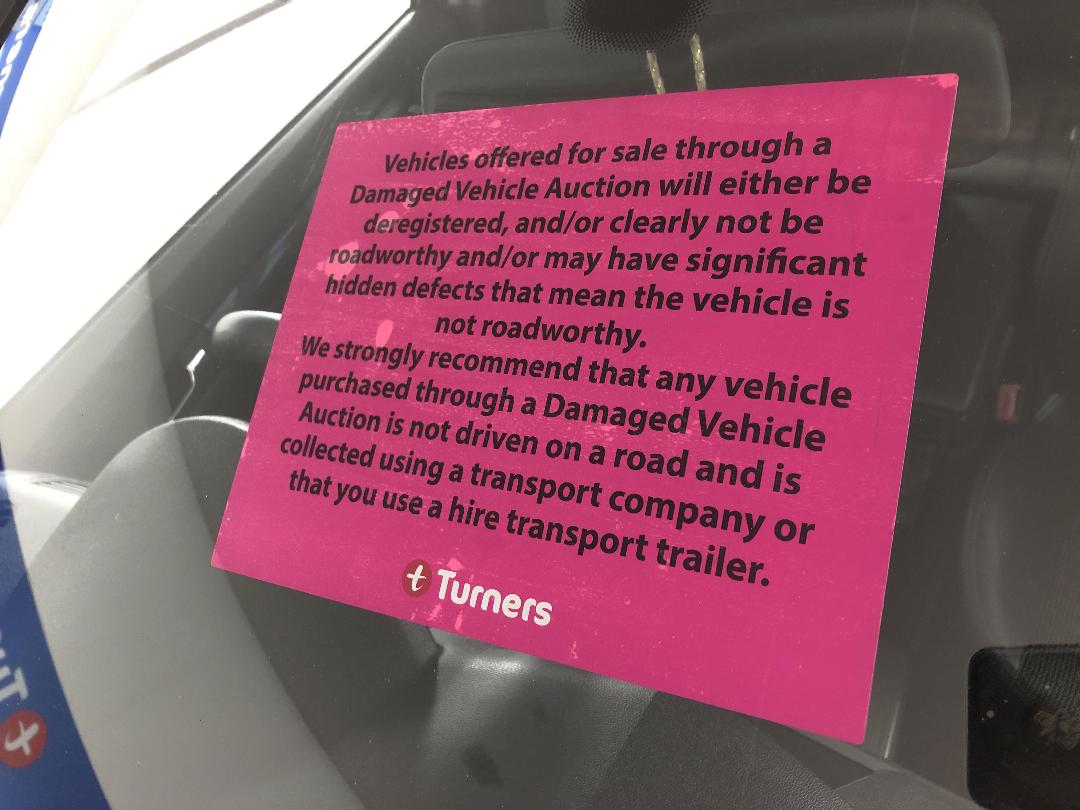 Vehicles offered for sale through a
Damaged Vehicle Auction will either be
deregistered, and/or clearly not be
roadworthy and/or may have significant
hidden defects that mean the vehicle is
not roadworthy.
We strongly recommend that any vehicle
purchased through a Damaged Vehicle
Auction is not driven on a road and is
collected using a transport company or
that you use a hire transport trailer.
t Turners